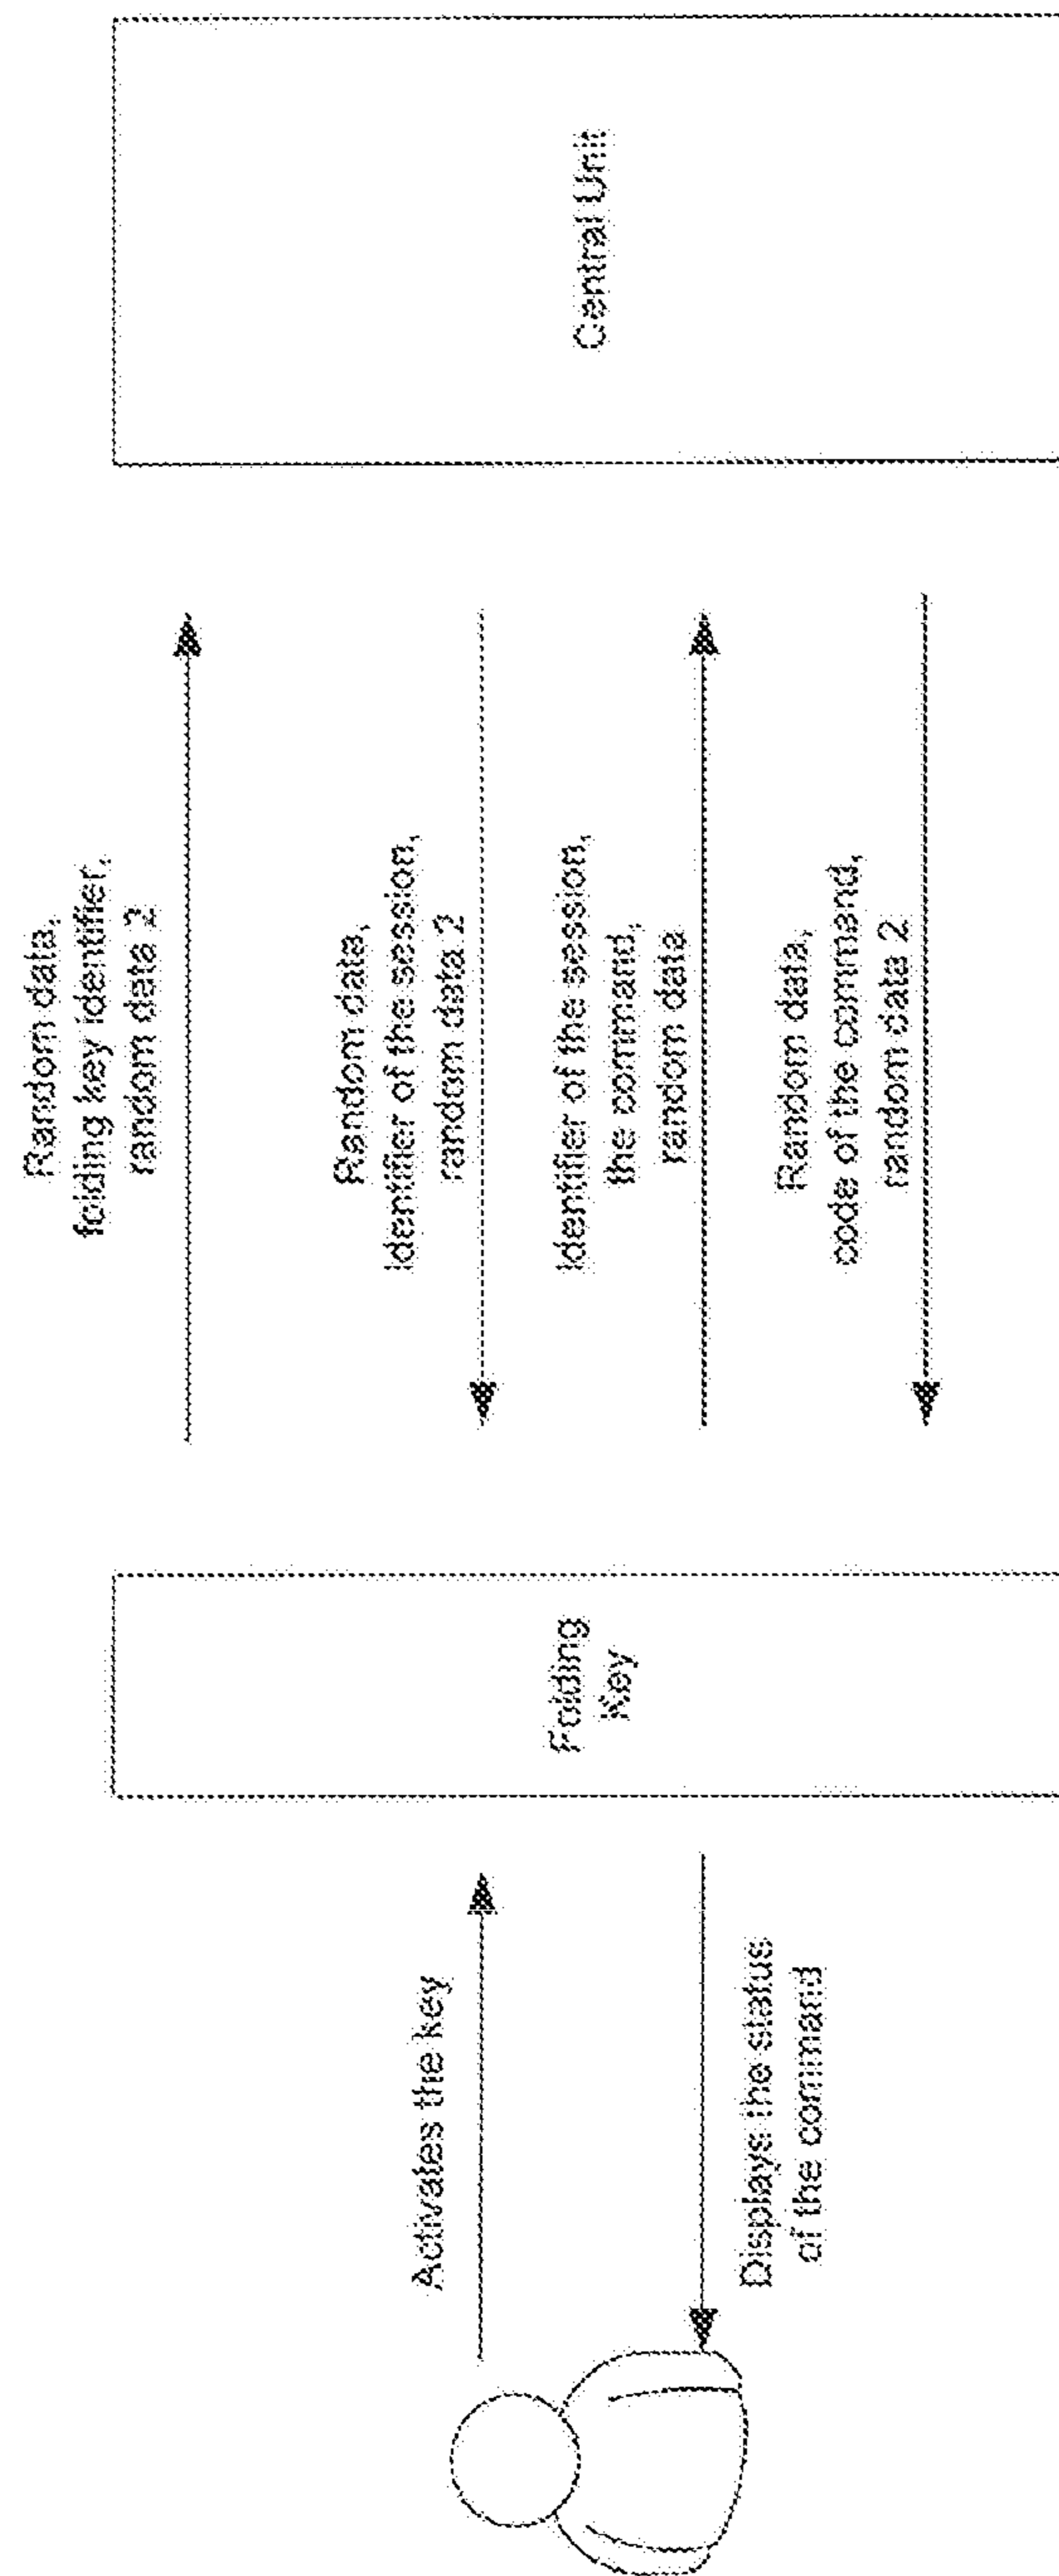 Activates the key
Displays the status
of the command
Folding
Key
Random data,
folding key identifier,
random data 2
Random data,
Identifier of the session,
random data 2
Identifier of the session,
the command,
random data
Random data,
code of the command,
random data 2
Central Unit